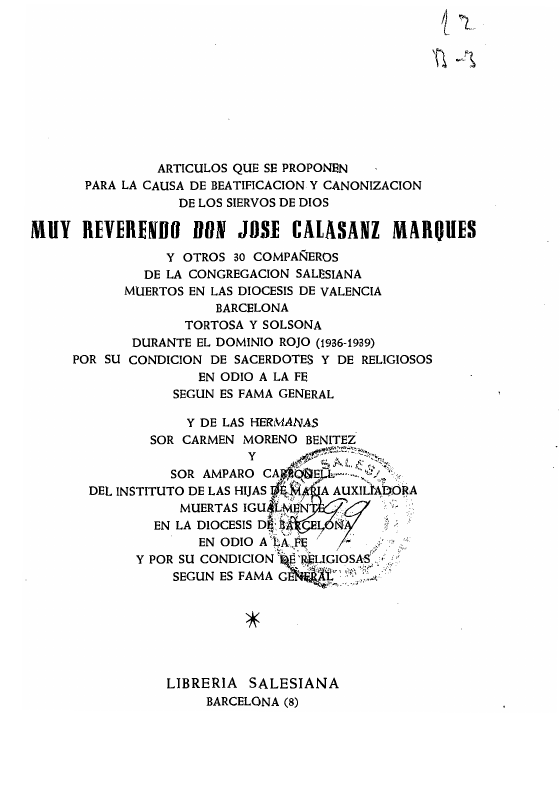 12
B-3
ARTICULOS QUE SE PROPONEN
PARA LA CAUSA DE BEATIFICACION Y CANONIZACION
DE LOS SIERVOS DE DIOS
MUY REVERENDO DON JOSE CALASANZ MARQUES
Y OTROS 30 COMPAÑEROS
DE LA CONGREGACION SALESIANA
MUERTOS EN LAS DIOCESIS DE VALENCIA
BARCELONA
TORTOSA Y SOLSONA
DURANTE EL DOMINIO ROJO (1936-1939)
POR SU CONDICION DE SACERDOTES Y DE RELIGIOSOS
EN ODIO A LA FE
SEGUN ES FAMA GENERAL
Y DE LAS HERMANAS
SOR CARMEN MORENO BENITEZ
Y
SOR AMPARO CARBONELL
DEL INSTITUTO DE LAS HIJAS DE MARIA AUXILIADORA
MUERTAS IGUALMENTE
EN LA DIOCESIS DE BARCELONA
EN ODIO A LA FE
Y POR SU CONDICION DE RELIGIOSAS
SEGUN ES FAMA GENERAL
LIBRERIA SALESIANA
BARCELONA (8)